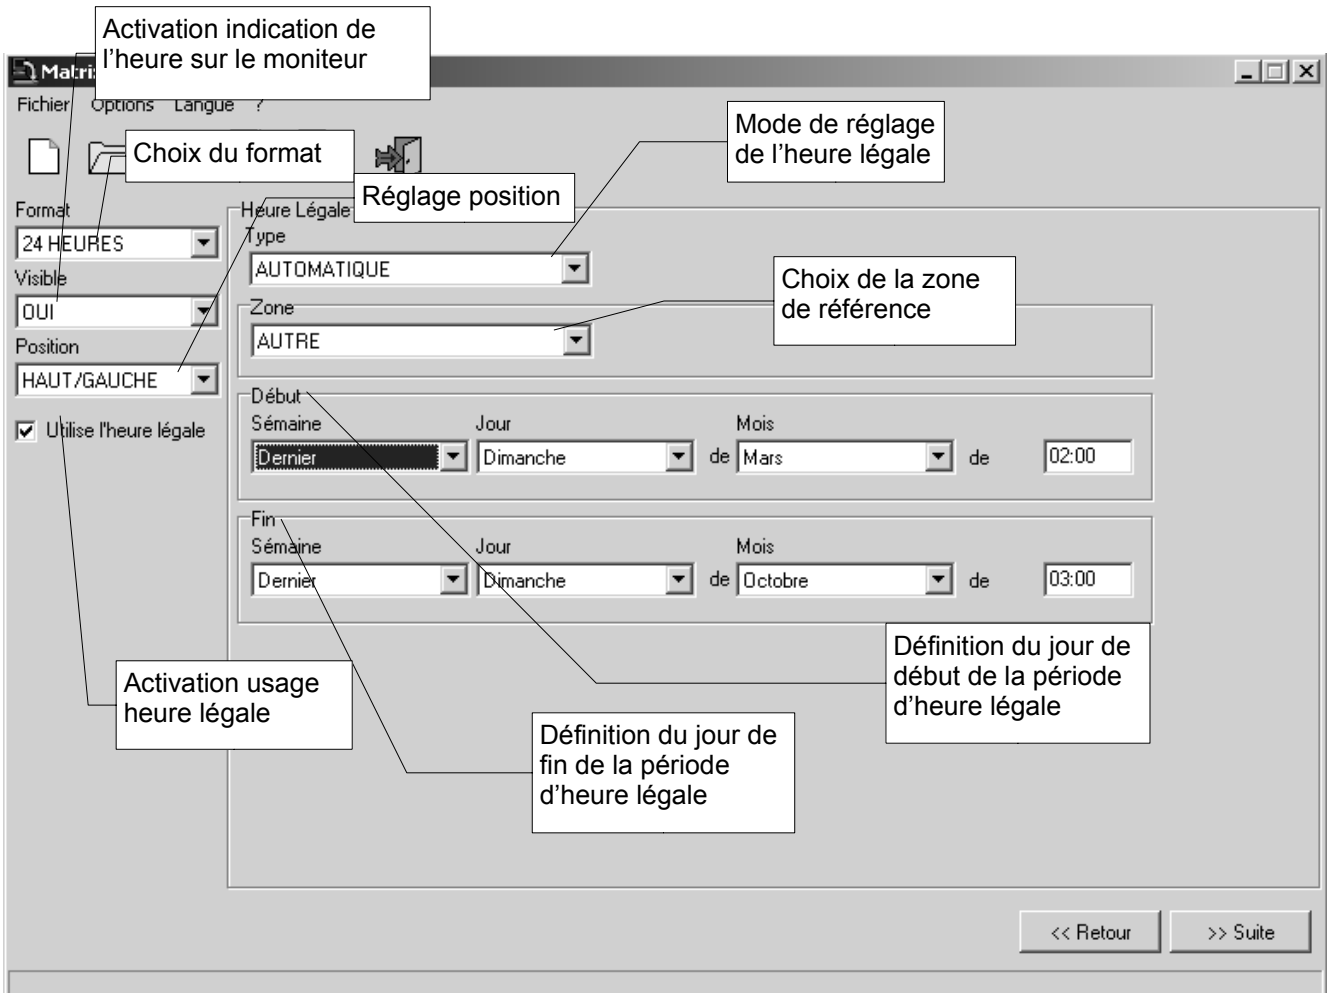 Activation indication de
l’heure sur le moniteur
Matri
Fichier Options Langue ?
Choix du format
Mode de réglage
de l’heure légale
Réglage position
Format
24 HEURES
Visible
OUI
Position
HAUT/GAUCHE
Utilise l'heure légale
Heure Légale
Type
AUTOMATIQUE
Choix de la zone
de référence
Zone
AUTRE
Début
Sémaine Jour Mois
Dernier Dimanche de Mars de 02:00
Fin
Sémaine Jour Mois
Dernier Dimanche de Octobre de 03:00
Définition du jour de
début de la période
d’heure légale
Activation usage
heure légale
Définition du jour de
fin de la période
d’heure légale
<< Retour >> Suite